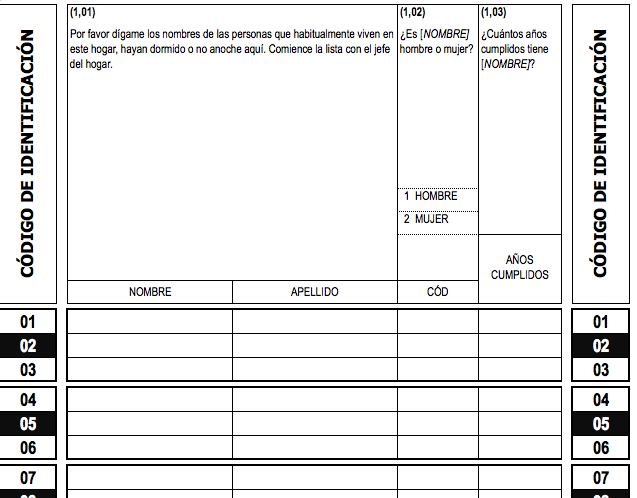 (1,01)
Por favor dígame los nombres de las personas que habitualmente viven en
este hogar, hayan dormido o no anoche aquí. Comience la lista con el jefe
del hogar.
(1,02)
¿Es [NOMBRE]
hombre o mujer?
(1,03)
¿Cuántos años
cumplidos tiene
[NOMBRE]?
CÓDIGO DE IDENTIFICACIÓN
CÓDIGO DE IDENTIFICACIÓN
1 HOMBRE
2 MUJER
AÑOS
CUMPLIDOS
NOMBRE
APELLIDO
CÓD
01
01
02
02
03
03
04
04
05
05
06
06
07
07